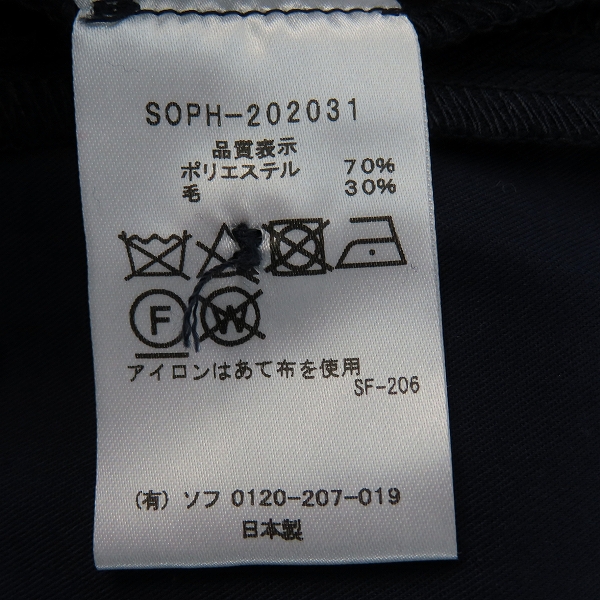 SOPH-202031
品質表示
ポリエステル 70%
毛 30%
F W
アイロンはあて布を使用
SF-206
(有) ソフ 0120-207-019
日本製